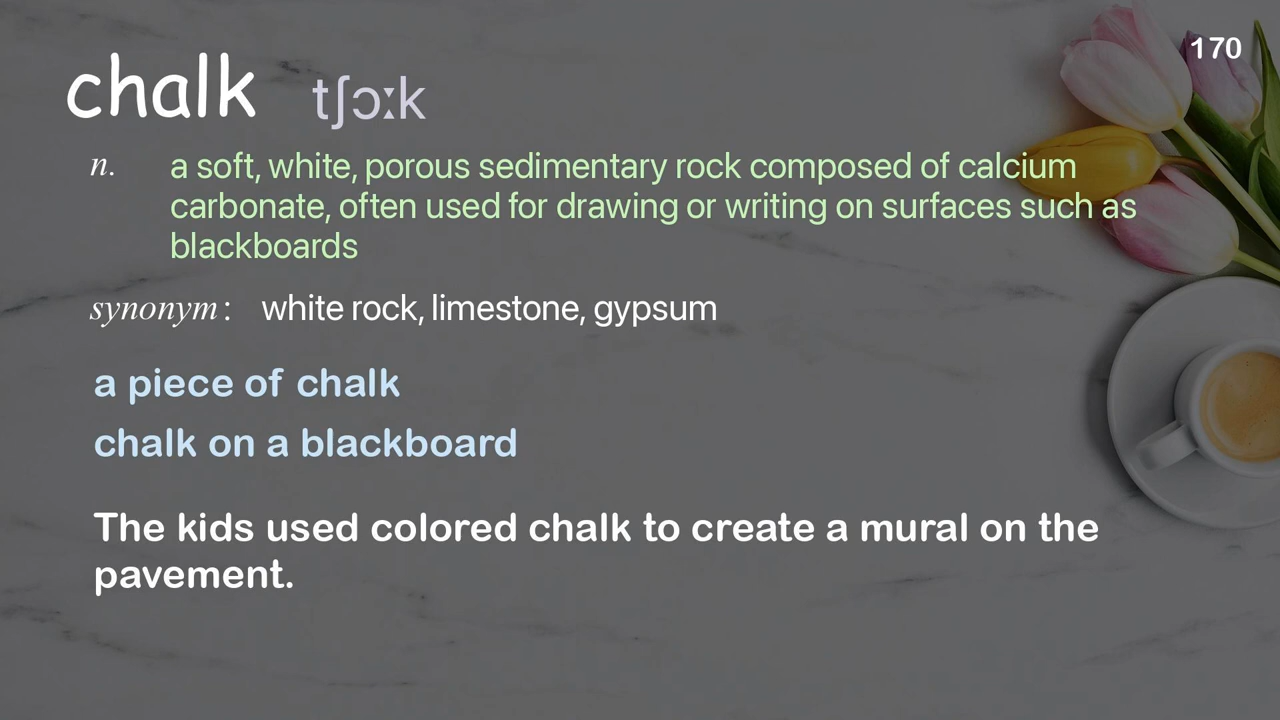 170
chalk tʃɔːk
n. a soft, white, porous sedimentary rock composed of calcium
carbonate, often used for drawing or writing on surfaces such as
blackboards
synonym: white rock, limestone, gypsum
a piece of chalk
chalk on a blackboard
The kids used colored chalk to create a mural on the
pavement.